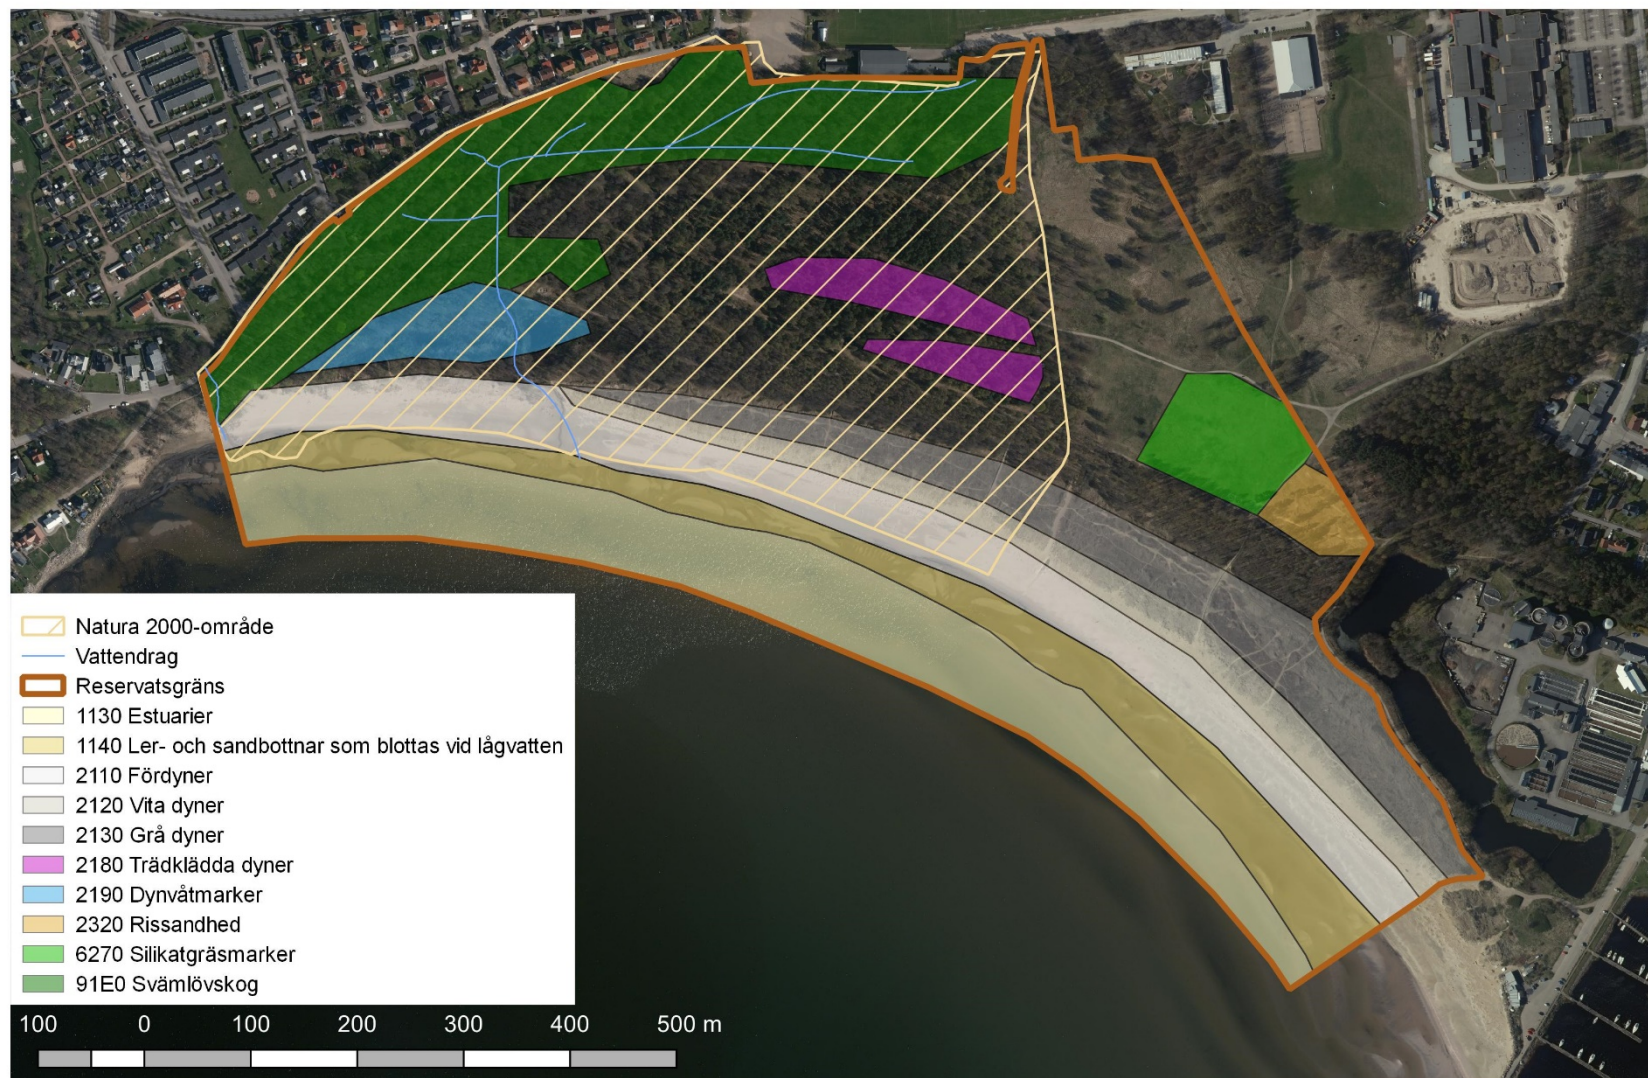 Natura 2000-område
Vattendrag
Reservatsgräns
1130 Estuarier
1140 Ler- och sandbottnar som blottas vid lågvatten
2110 Fördyner
2120 Vita dyner
2130 Grå dyner
2180 Trädklädda dyner
2190 Dynvåtmarker
2320 Rissandhed
6270 Silikatgräsmarker
91E0 Svämlövskog
100 0 100 200 300 400 500 m